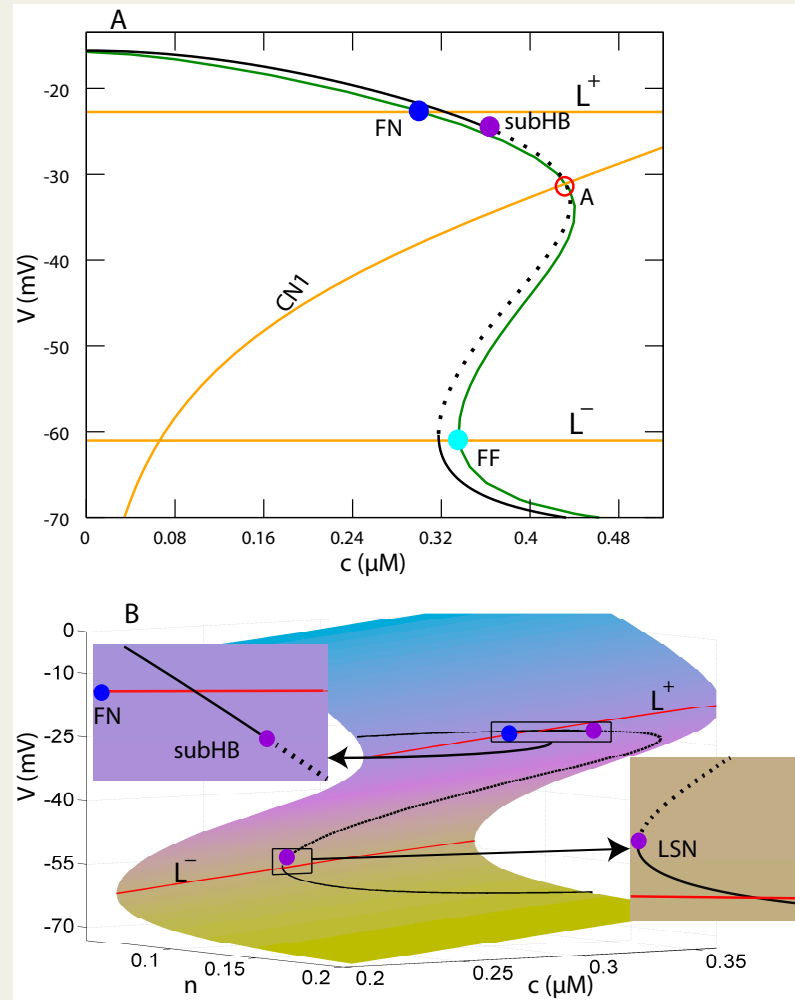 A
L+
FN
subHB
A
CN1
L−
FF
-20
-30
-40
-50
-60
-70
V (mV)
0 0.08 0.16 0.24 0.32 0.4 0.48
c (μM)
B
0
-10
-25
-40
-55
-70
V (mV)
FN
subHB
L+
L−
LSN
0.1 0.15 0.2
n
0.2 0.25 0.3 0.35
c (μM)